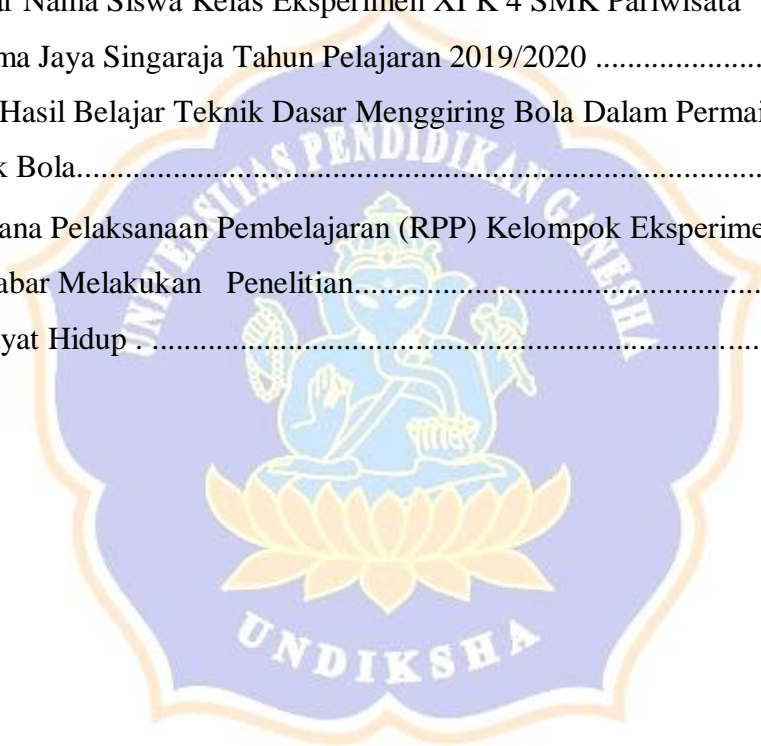 ar Nama Siswa Kelas Eksperimen XI K 4 SMK Pariwisata
ma Jaya Singaraja Tahun Pelajaran 2019/2020 ....................
Hasil Belajar Teknik Dasar Menggiring Bola Dalam Permai
k Bola....................................................................................
ana Pelaksanaan Pembelajaran (RPP) Kelompok Eksperime
abar Melakukan Penelitian..................................................
yat Hidup . ...........................................................................
UNIVERSITAS PENDIDIKAN GANESHA
UNDIKSHA